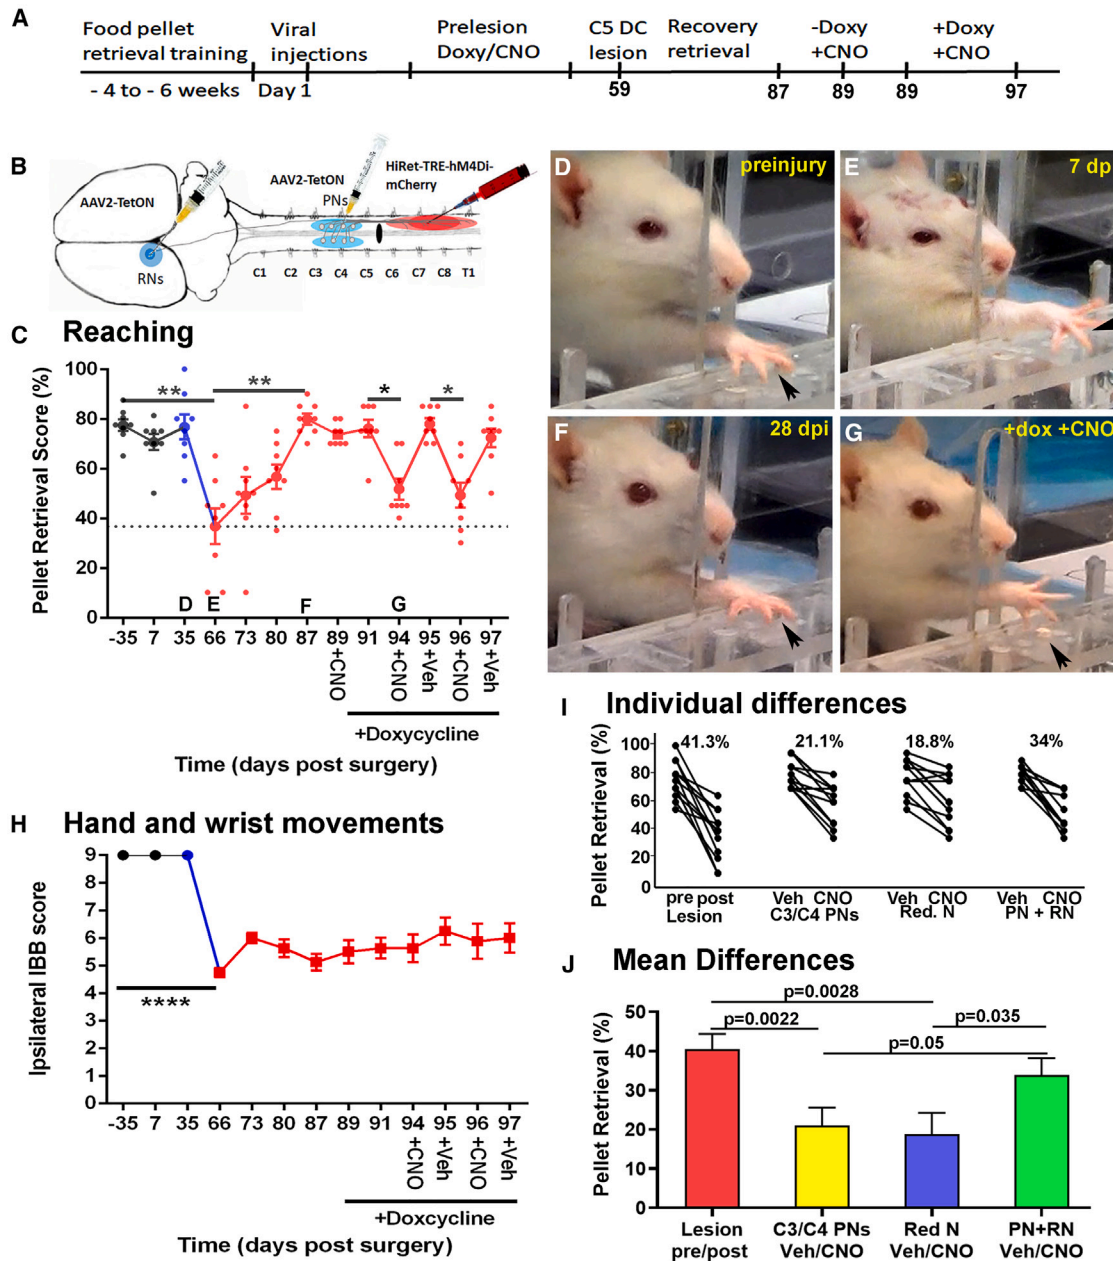 A
Food pellet
retrieval training
Viral
injections
Prelesion
Doxy/CNO
C5 DC
lesion
Recovery
retrieval
-Doxy
+CNO
+Doxy
+CNO
- 4 to - 6 weeks
Day 1
59
87
89
89
97
B
AAV2-TetON
AAV2-TetON
PNs
HiRet-TRE-hM4Di-
mCherry
RNs
C1 C2 C3 C4 C5 C6 C7 C8 T1
C Reaching
Pellet Retrieval Score (%)
100
80
60
40
20
0
** ** * *
D E F G
-35 7 35 66 73 80 87 89 91 94 95 96 97
+CNO +CNO +Veh +CNO +Veh
+Doxycycline
Time (days post surgery)
D preinjury
E 7 dp
F 28 dpi
G +dox +CNO
H Hand and wrist movements
Ipsilateral IBB score
9
8
7
6
5
4
3
2
1
0
****
-35 7 35 66 73 80 87 89 91 94 95 96 97
+CNO +Veh +CNO +Veh
+Doxcycline
Time (days post surgery)
I Individual differences
Pellet Retrieval (%)
100
80
60
40
20
0
41.3% 21.1% 18.8% 34%
pre post Veh CNO Veh CNO Veh CNO
Lesion C3/C4 PNs Red. N PN + RN
J Mean Differences
Pellet Retrieval (%)
50
40
30
20
10
0
p=0.0028
p=0.0022
p=0.035
p=0.05
Lesion C3/C4 PNs Red N PN+RN
pre/post Veh/CNO Veh/CNO Veh/CNO